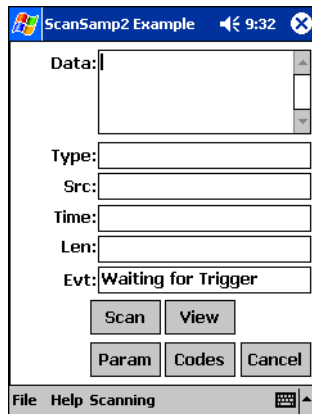 ScanSamp2 Example 9:32
Data:
Type:
Src:
Time:
Len:
Evt: Waiting for Trigger
Scan View
Param Codes Cancel
File Help Scanning